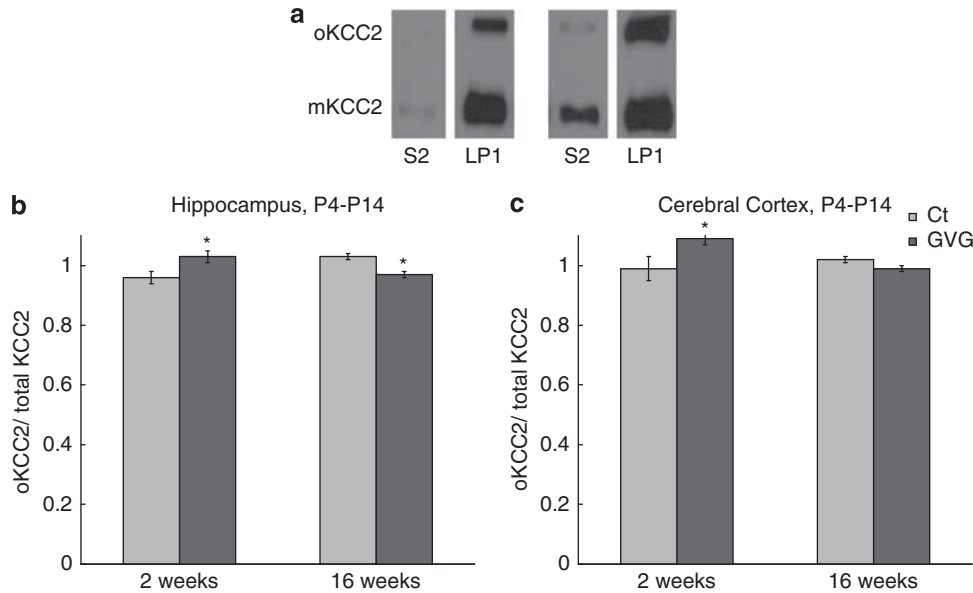 a
oKCC2
mKCC2
S2 LP1 S2 LP1
b Hippocampus, P4-P14
oKCC2/ total KCC2
1
0.8
0.6
0.4
0.2
0
* *
2 weeks 16 weeks
c Cerebral Cortex, P4-P14
Ct
GVG
oKCC2/ total KCC2
1
0.8
0.6
0.4
0.2
0
*
2 weeks 16 weeks